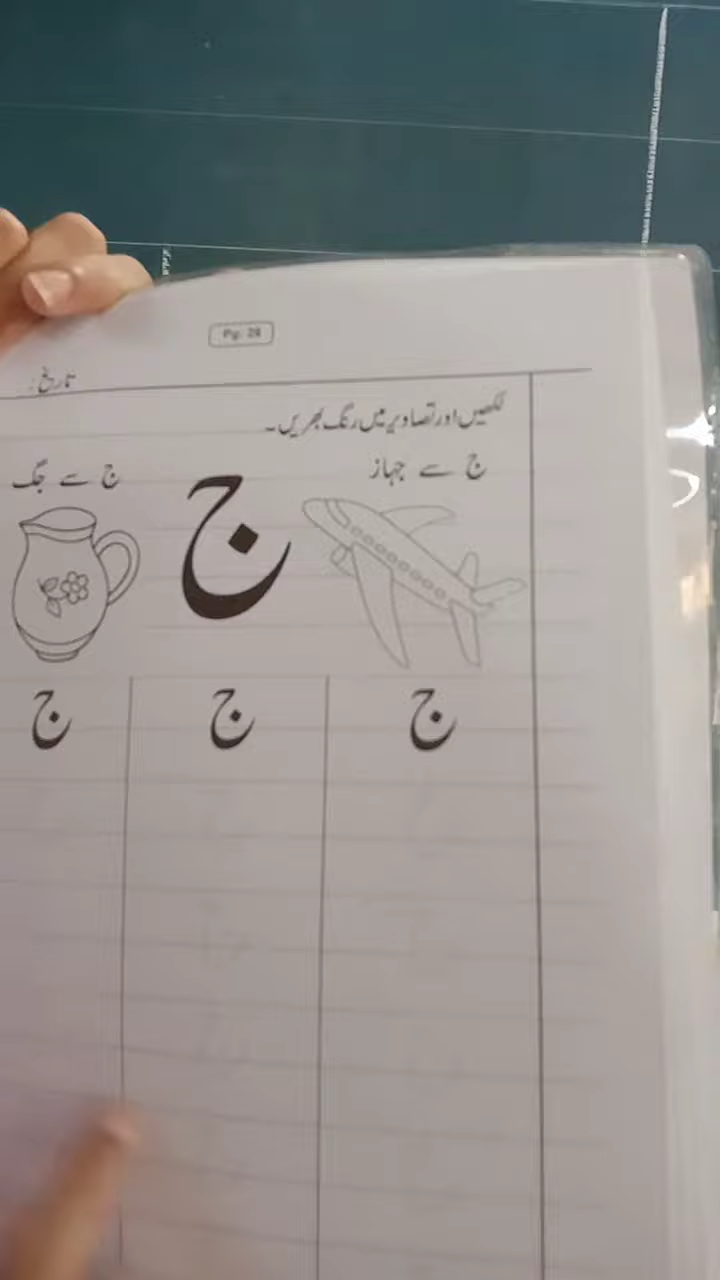 Pg. 28
تاریخ:
لکھیں اور تصاویر میں رنگ بھریں۔
ج سے جہاز
ج
ج سے جگ
ج ج ج